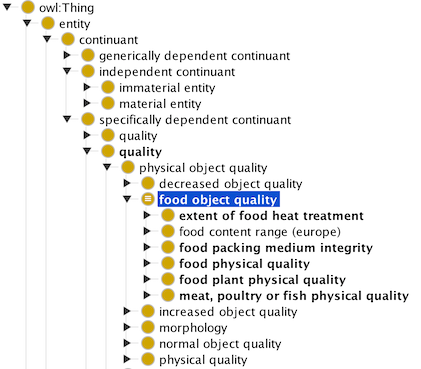 owl:Thing
entity
continuant
generically dependent continuant
independent continuant
immaterial entity
material entity
specifically dependent continuant
quality
quality
physical object quality
decreased object quality
food object quality
extent of food heat treatment
food content range (europe)
food packing medium integrity
food physical quality
food plant physical quality
meat, poultry or fish physical quality
increased object quality
morphology
normal object quality
physical quality